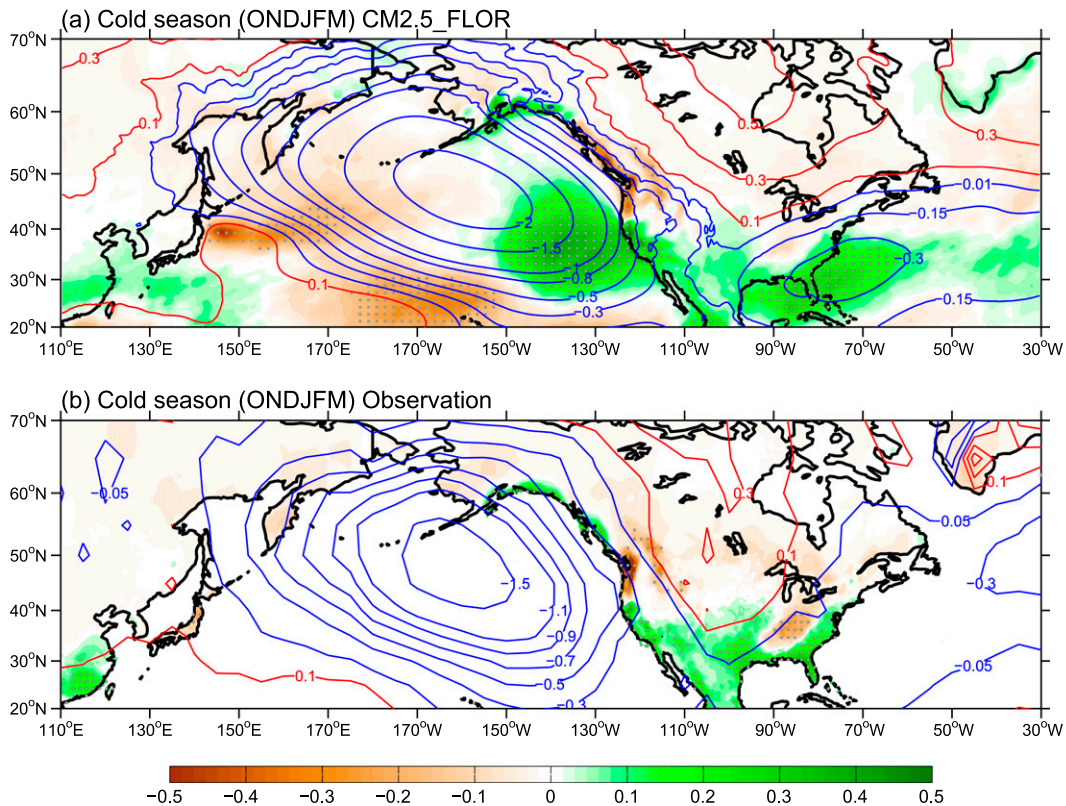 (a) Cold season (ONDJFM) CM2.5_FLOR
70°N
60°N
50°N
40°N
30°N
20°N
0.3
0.1
0.1
0.3
0.3
0.1
0.3
−0.01
−0.15
−0.3
−0.15
−2
−1.5
−1
−0.8
−0.5
−0.3
110°E 130°E 150°E 170°E 170°W 150°W 130°W 110°W 90°W 70°W 50°W 30°W
(b) Cold season (ONDJFM) Observation
70°N
60°N
50°N
40°N
30°N
20°N
−0.05
0.1
0.3
0.1
0.1
−0.05
−0.3
−0.05
−1.5
−1.1
−0.9
−0.7
−0.5
−0.3
110°E 130°E 150°E 170°E 170°W 150°W 130°W 110°W 90°W 70°W 50°W 30°W
−0.5 −0.4 −0.3 −0.2 −0.1 0 0.1 0.2 0.3 0.4 0.5